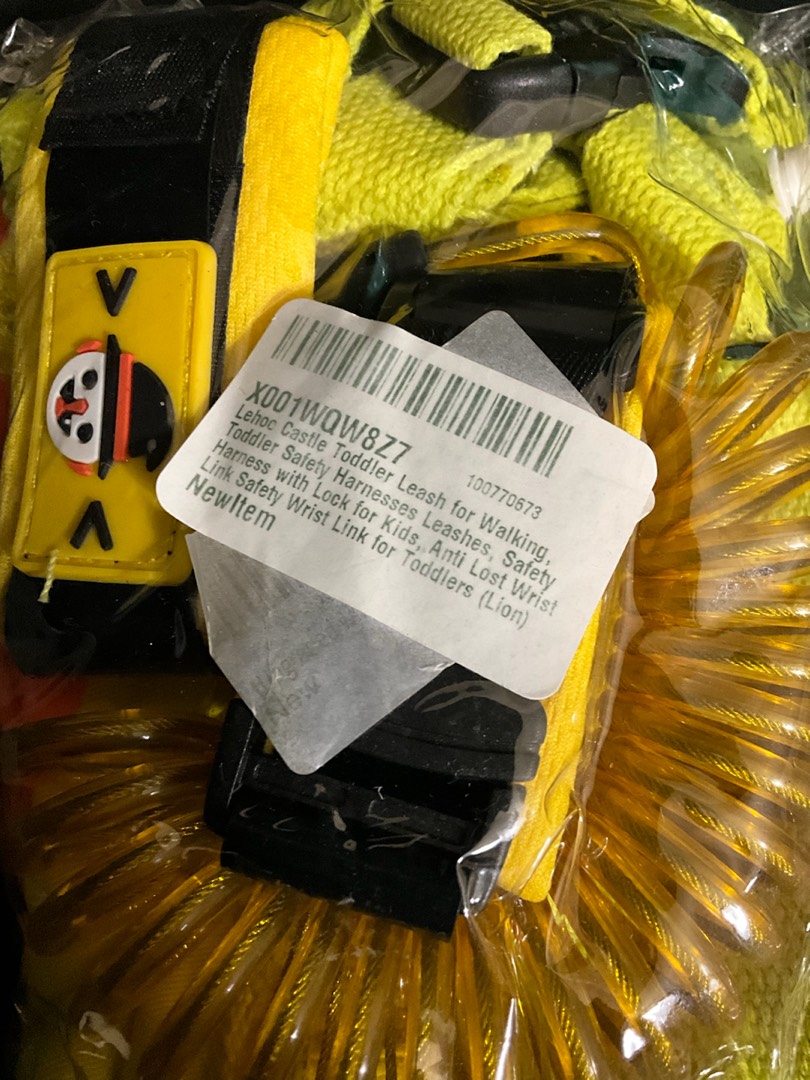 X001WQW8Z7
100770673
Lehoc Castle Toddler Leash for Walking,
Toddler Safety Harnesses Leashes, Safety
Harness with Lock for Kids, Anti Lost Wrist
Link Safety Wrist Link for Toddlers (Lion)
NewItem